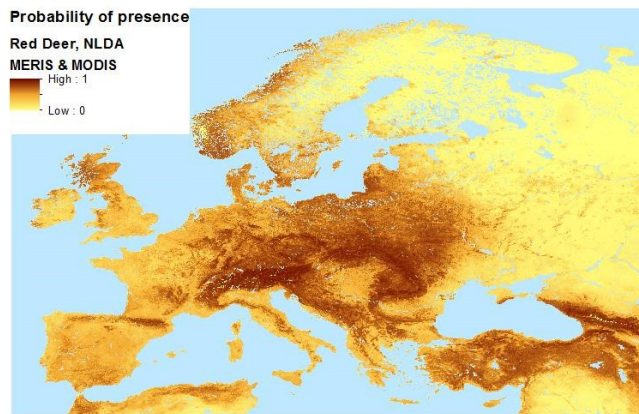 Probability of presence
Red Deer, NLDA
MERIS & MODIS
High : 1
Low : 0